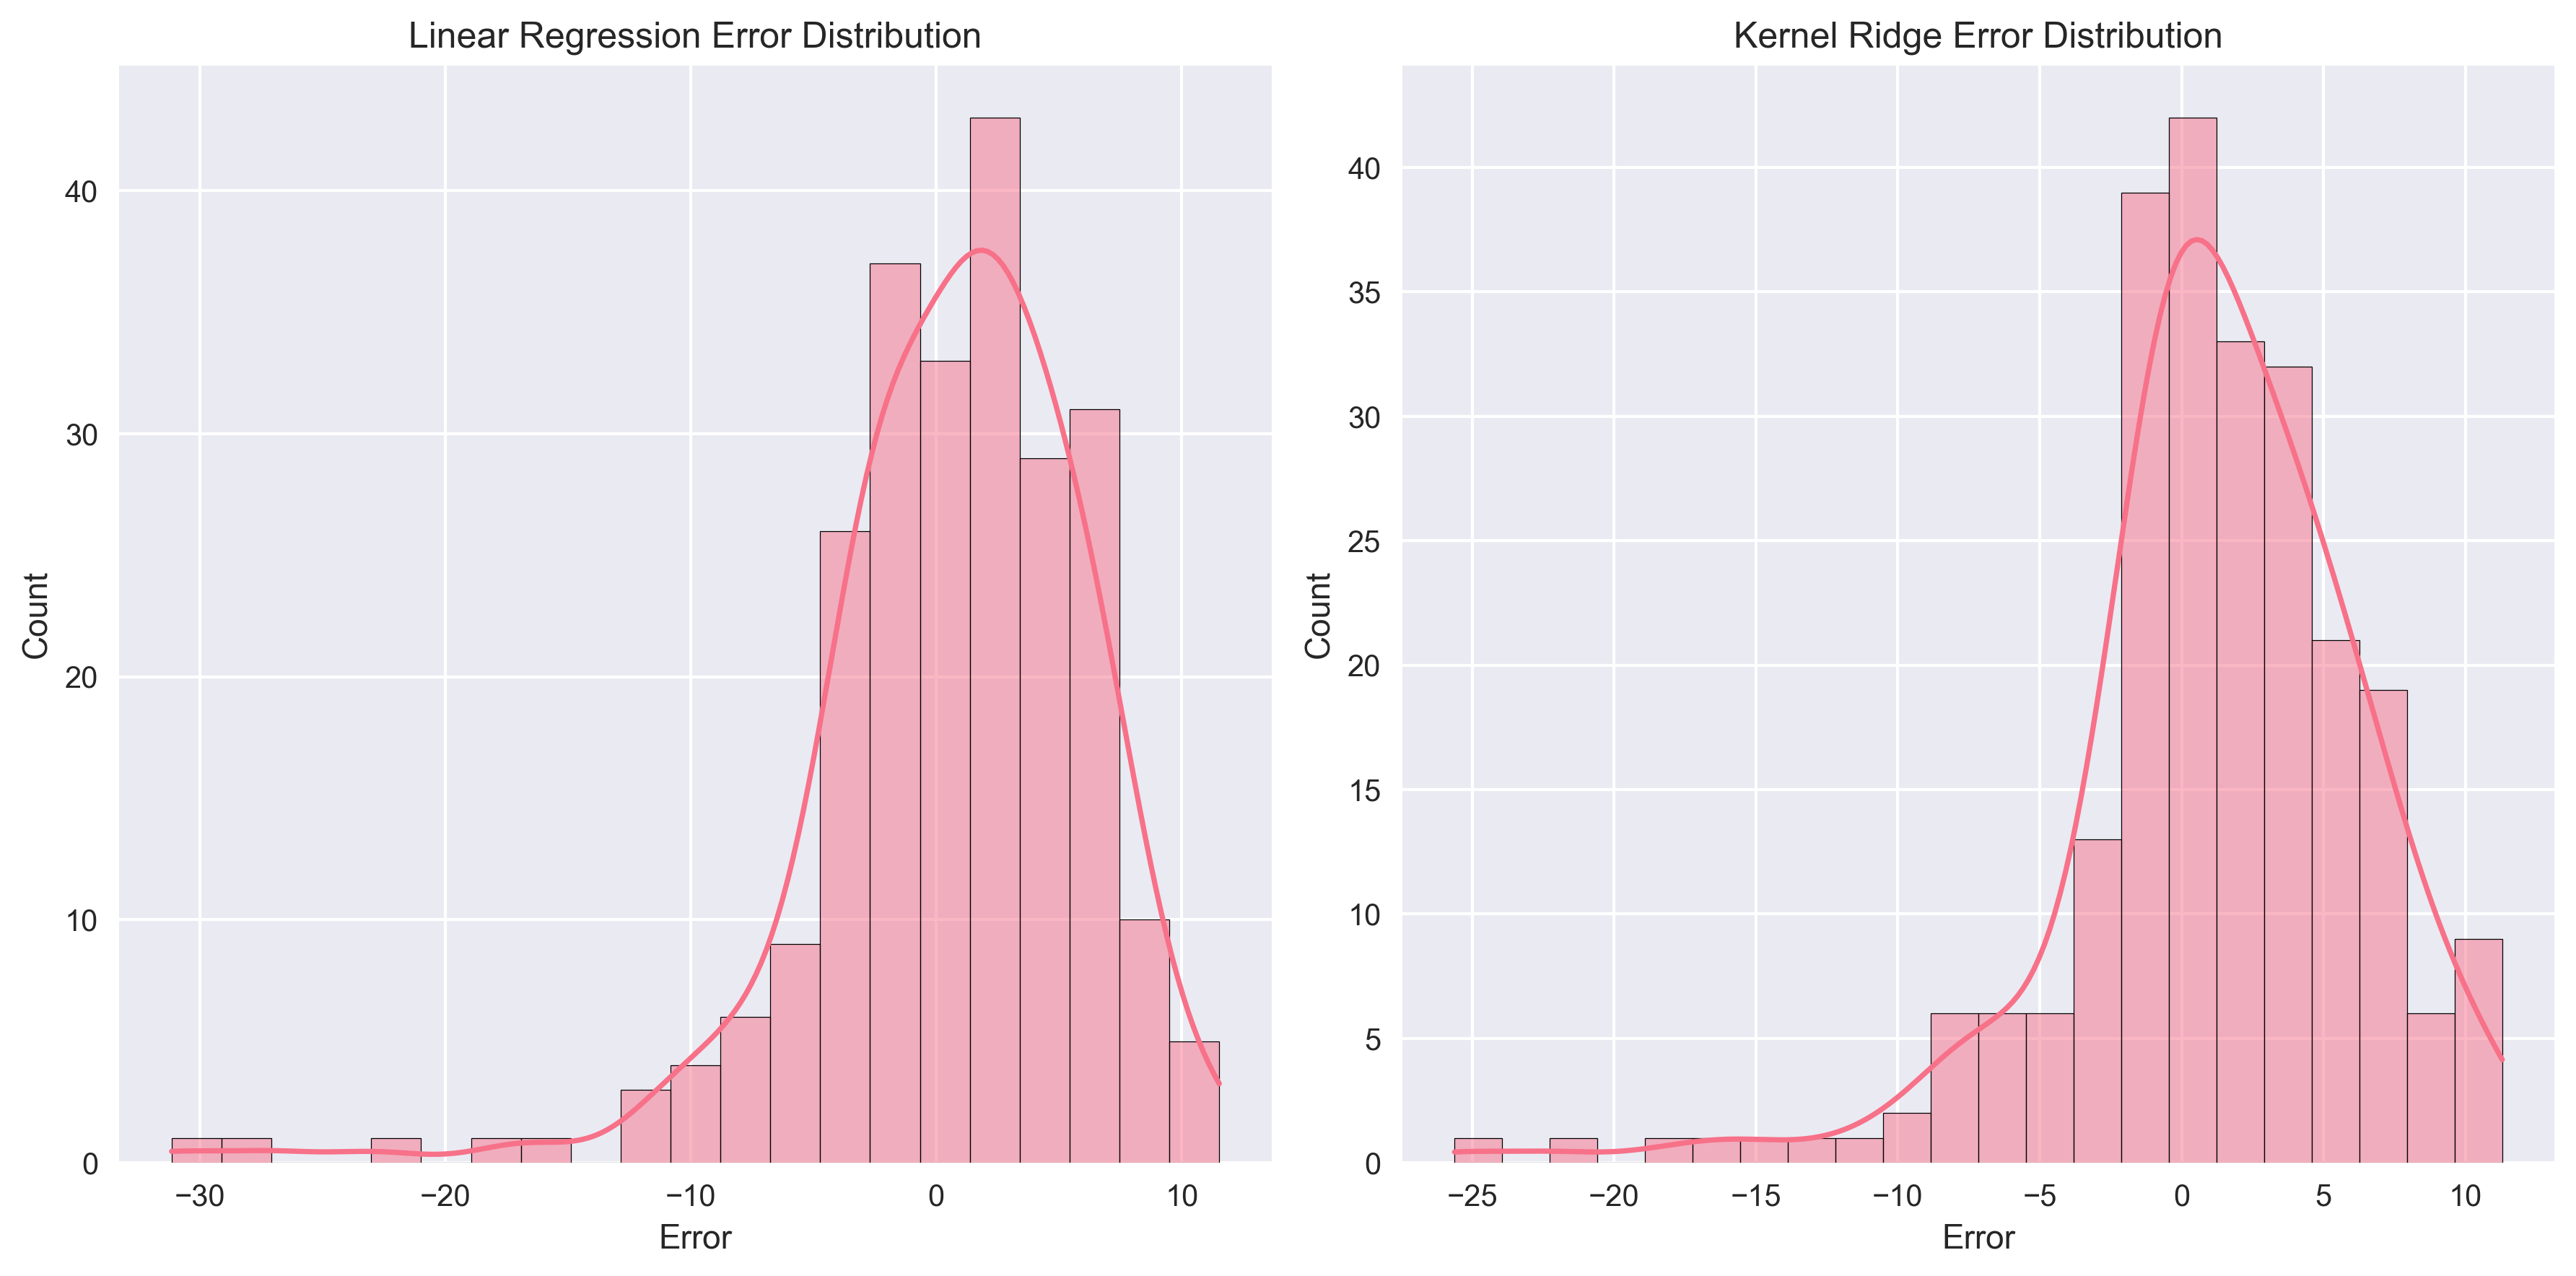 Linear Regression Error Distribution
Count
40
30
20
10
0
−30 −20 −10 0 10
Error
Kernel Ridge Error Distribution
Count
40
35
30
25
20
15
10
5
0
−25 −20 −15 −10 −5 0 5 10
Error